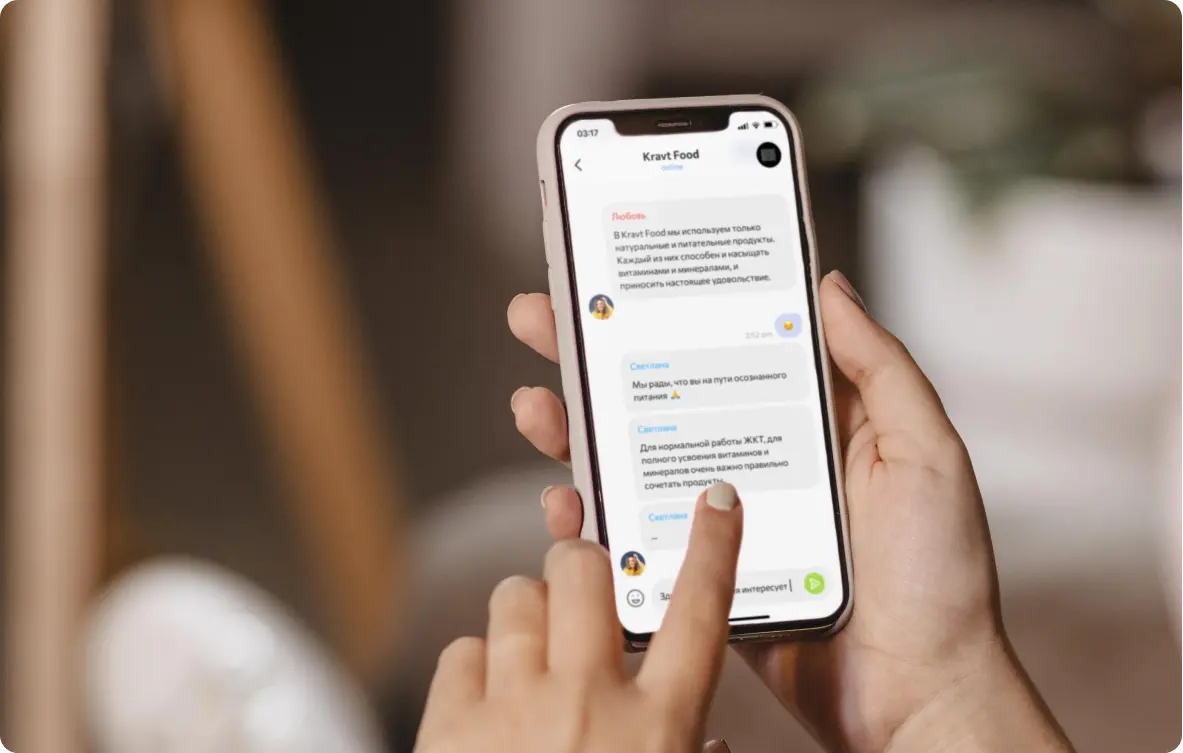 03:17
Kravt Food
online
Любовь
В Kravt Food мы используем только
натуральные и питательные продукты.
Каждый из них способен и насыщать
витаминами и минералами, и
приносить настоящее удовольствие.
2:52 am
Светлана
Мы рады, что вы на пути осознанного
питания 🙏
Светлана
Для нормальной работы ЖКТ, для
полного усвоения витаминов и
минералов очень важно правильно
сочетать продукты.
Светлана
...
интересует